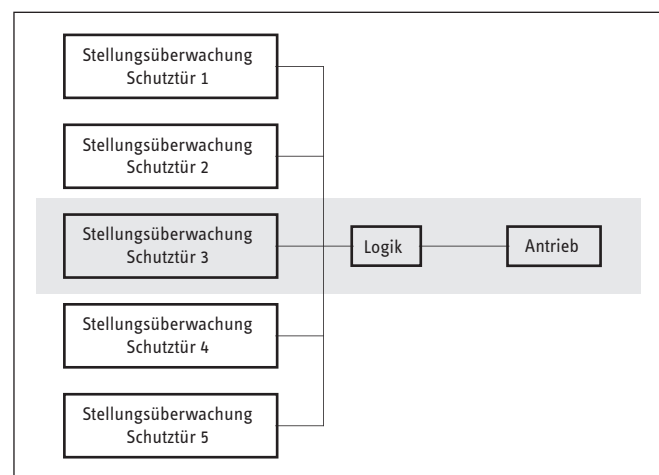 Stellungsüberwachung
Schutztür 1
Stellungsüberwachung
Schutztür 2
Stellungsüberwachung
Schutztür 3
Logik
Antrieb
Stellungsüberwachung
Schutztür 4
Stellungsüberwachung
Schutztür 5